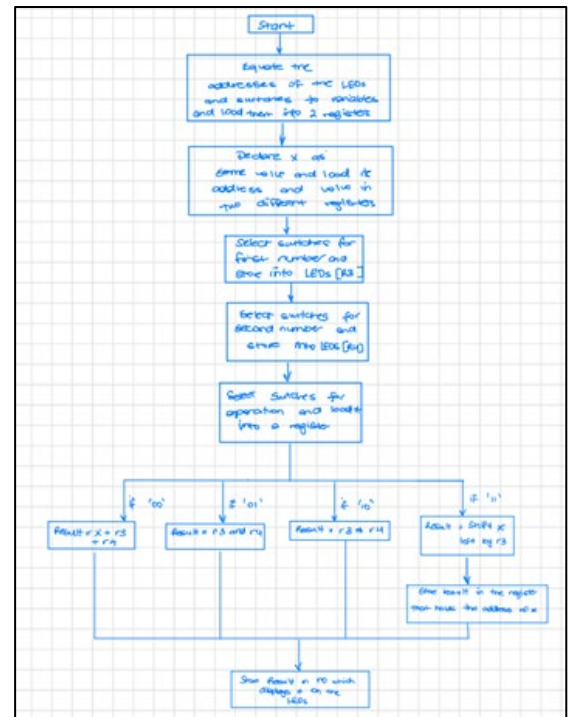 Start
Equate the
addresses of the LEDs
and switches to variables
and load them into 2 registers
Declare x as
some value and load its
address and value in
two different registers
Select switches for
first number and
store into LEDs [R3]
Select switches for
second number and
store into LEDs [R4]
Select switches for
operation and load it
into a register
if '00'
if '01'
if '10'
if '11'
Result = x + r3
+ r4
Result = r3 and r4
Result = r3 r4
Result = Shift x
left by r3
Store result in the register
that have the address of x
Store Result in r0 which
displays it on the
LEDs